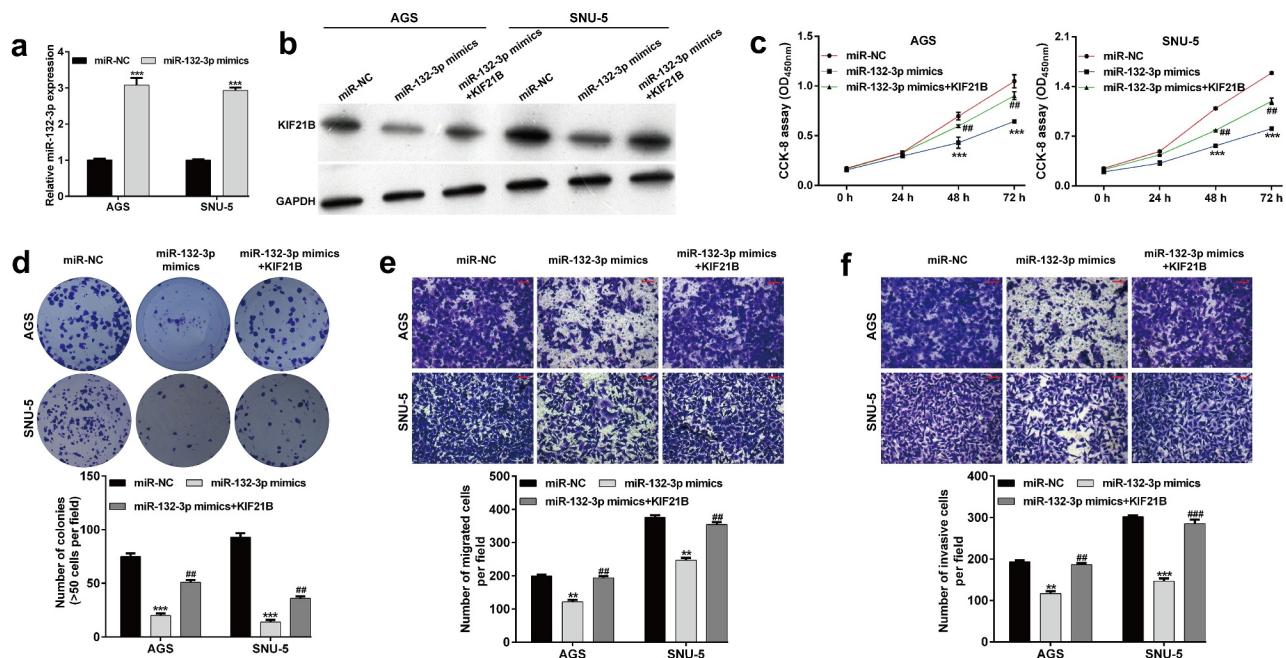 a
Relative miR-132-3p expression
miR-NC
miR-132-3p mimics
4
3
2
1
0
***
***
AGS
SNU-5
b
AGS
SNU-5
miR-NC
miR-132-3p mimics
miR-132-3p mimics
+KIF21B
miR-NC
miR-132-3p mimics
miR-132-3p mimics
+KIF21B
KIF21B
GAPDH
c
AGS
CCK-8 assay (OD450nm)
miR-NC
miR-132-3p mimics
miR-132-3p mimics+KIF21B
1.5
1.0
0.5
0.0
##
***
##
***
0 h
24 h
48 h
72 h
SNU-5
CCK-8 assay (OD450nm)
2.1
1.4
0.7
0.0
##
***
##
***
0 h
24 h
48 h
72 h
d
miR-NC
miR-132-3p
mimics
miR-132-3p mimics
+KIF21B
AGS
SNU-5
Number of colonies
(>50 cells per field)
miR-NC
miR-132-3p mimics
miR-132-3p mimics+KIF21B
150
100
50
0
***
##
***
##
AGS
SNU-5
e
miR-NC
miR-132-3p mimics
miR-132-3p mimics
+KIF21B
AGS
SNU-5
Number of migrated cells
per field
miR-NC
miR-132-3p mimics
miR-132-3p mimics+KIF21B
500
400
300
200
100
0
**
##
**
##
AGS
SNU-5
f
miR-NC
miR-132-3p mimics
miR-132-3p mimics
+KIF21B
AGS
SNU-5
Number of invasive cells
per field
miR-NC
miR-132-3p mimics
miR-132-3p mimics+KIF21B
400
300
200
100
0
**
##
***
###
AGS
SNU-5